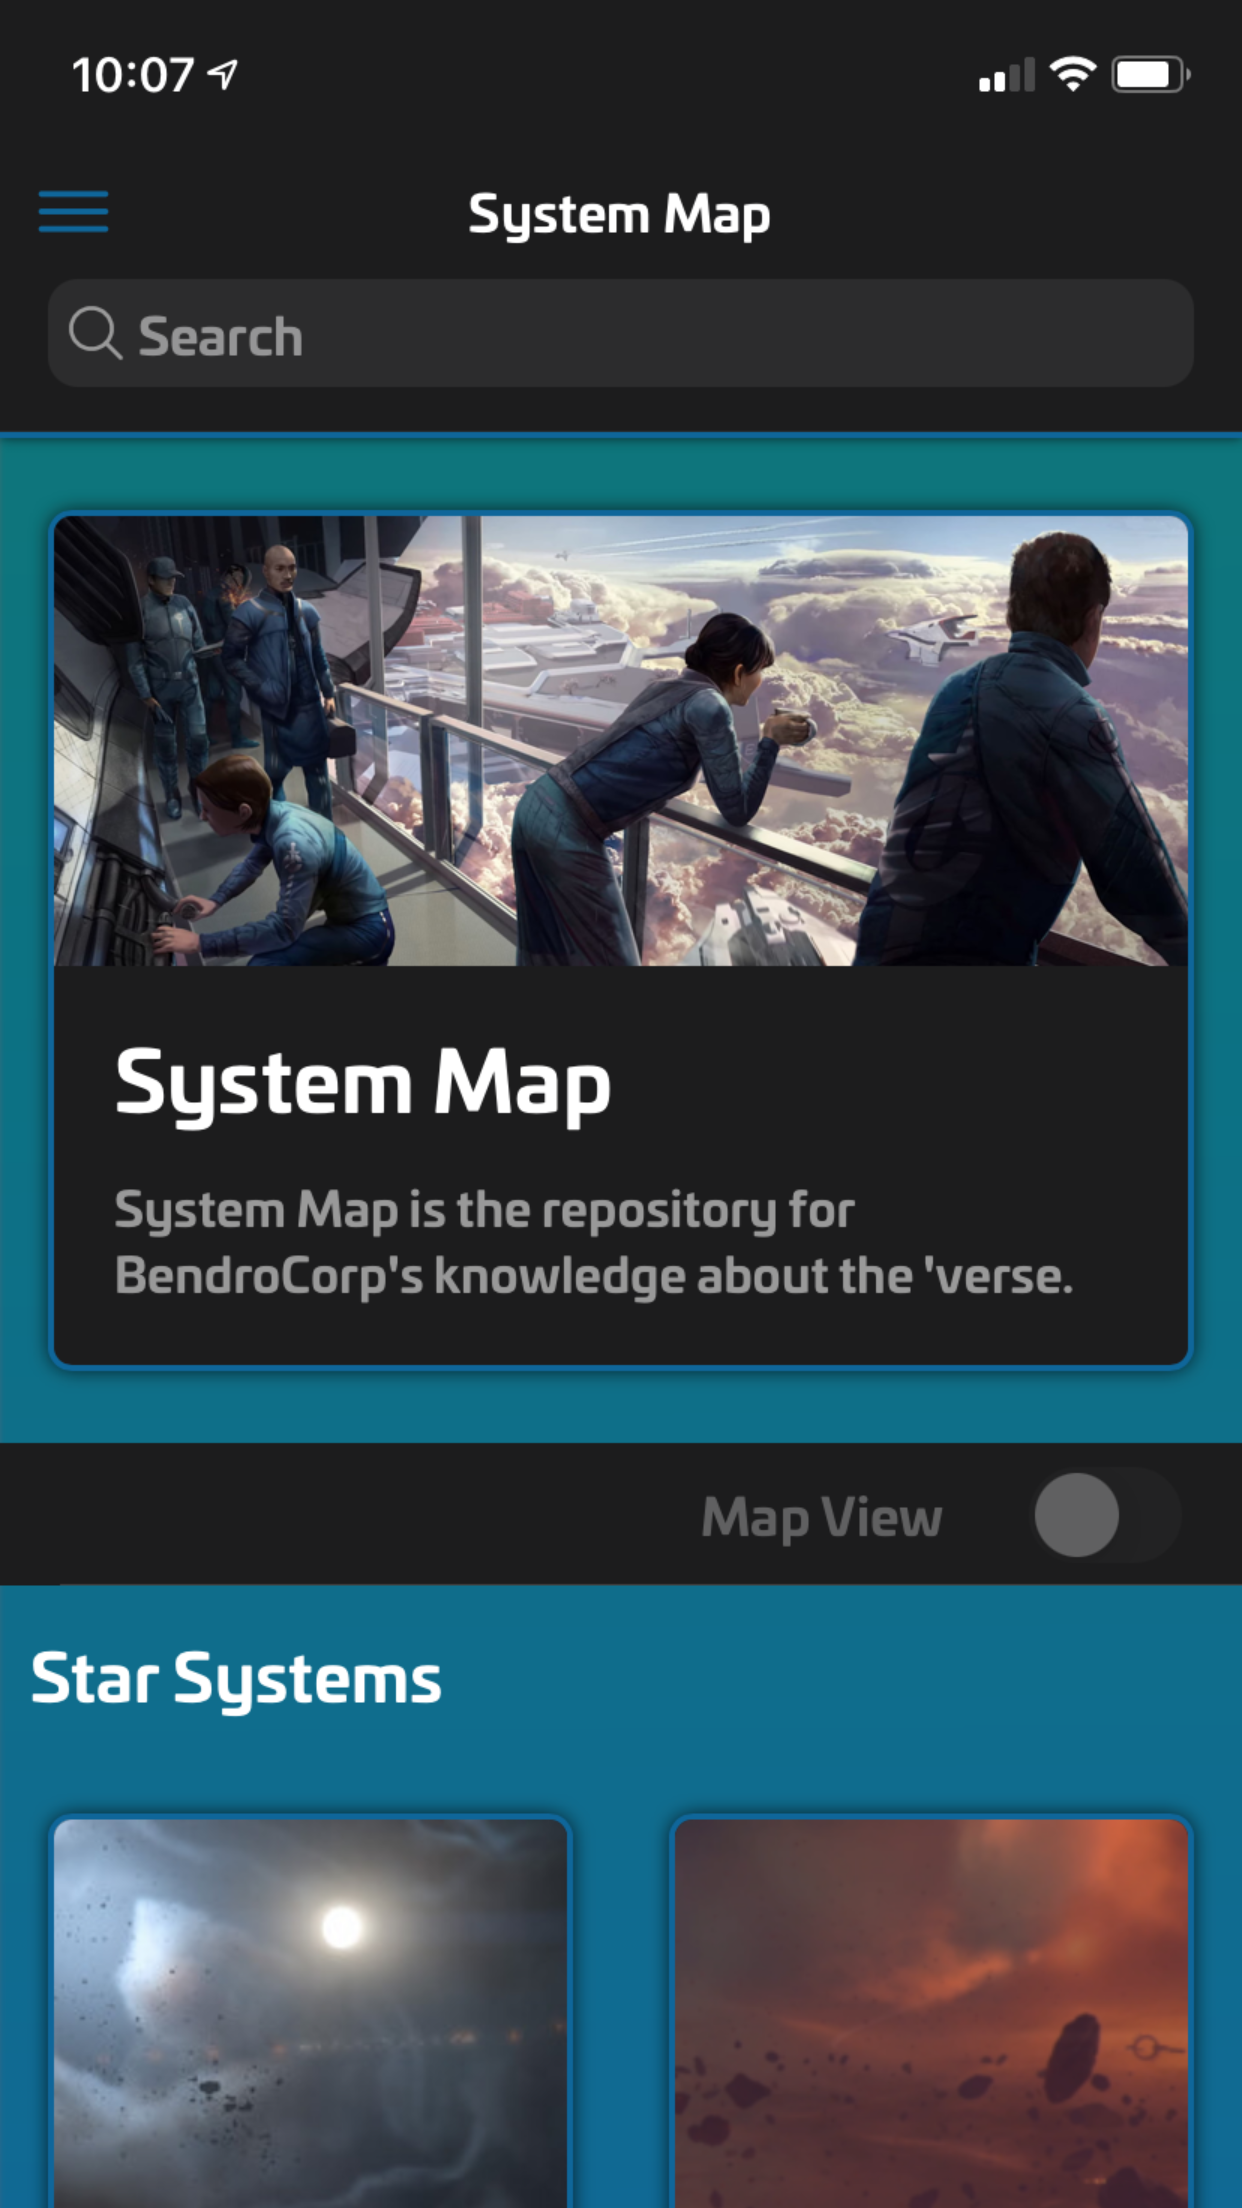 10:07
System Map
Search
System Map
System Map is the repository for
BendroCorp's knowledge about the 'verse.
Map View
Star Systems